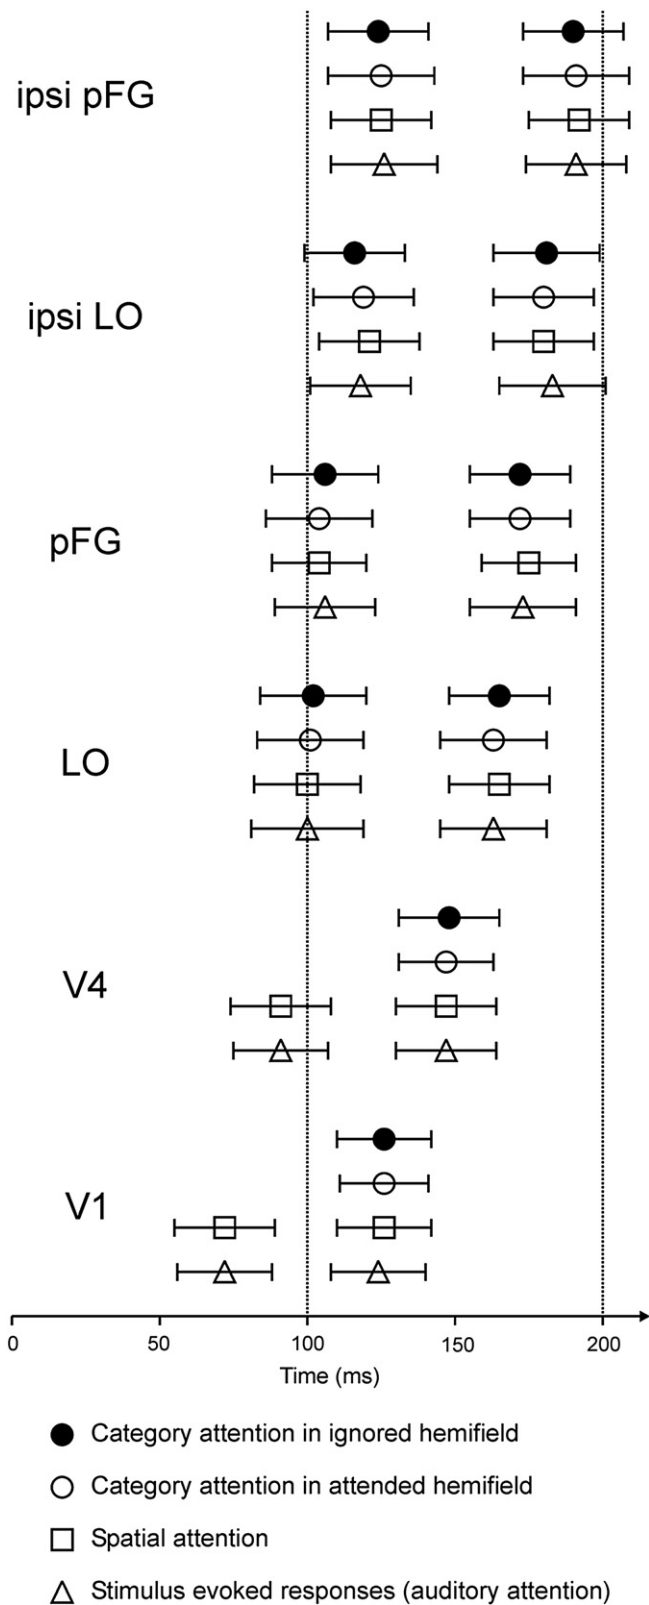 ipsi pFG
ipsi LO
pFG
LO
V4
V1
0 50 100 150 200
Time (ms)
Category attention in ignored hemifield
Category attention in attended hemifield
Spatial attention
Stimulus evoked responses (auditory attention)